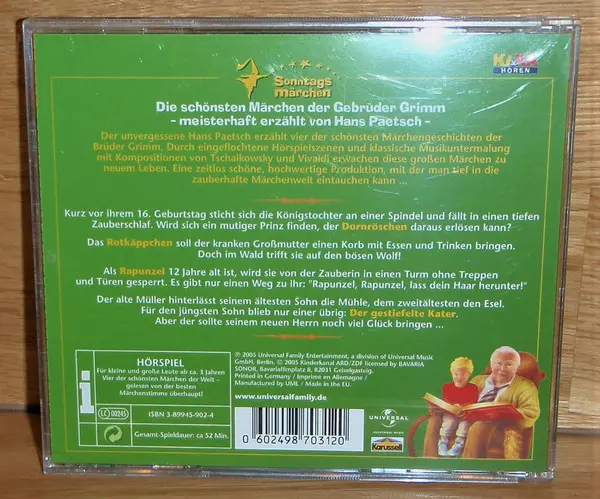 Sonntags
märchen
KI.KA
HÖREN
Die schönsten Märchen der Gebrüder Grimm
- meisterhaft erzählt von Hans Paetsch -
Der unvergessene Hans Paetsch erzählt vier der schönsten Märchengeschichten der
Brüder Grimm. Durch eingeflochtene Hörspielszenen und klassische Musikuntermalung
mit Kompositionen von Tschaikowsky und Vivaldi erwachen diese großen Märchen zu
neuem Leben. Eine zeitlos schöne, hochwertige Produktion, mit der man tief in die
zauberhafte Märchenwelt eintauchen kann ...
Kurz vor ihrem 16. Geburtstag sticht sich die Königstochter an einer Spindel und fällt in einen tiefen
Zauberschlaf. Wird sich ein mutiger Prinz finden, der Dornröschen daraus erlösen kann?
Das Rotkäppchen soll der kranken Großmutter einen Korb mit Essen und Trinken bringen.
Doch im Wald trifft sie auf den bösen Wolf!
Als Rapunzel 12 Jahre alt ist, wird sie von der Zauberin in einen Turm ohne Treppen
und Türen gesperrt. Es gibt nur einen Weg zu ihr: "Rapunzel, Rapunzel, lass dein Haar herunter!"
Der alte Müller hinterlässt seinem ältesten Sohn die Mühle, dem zweitältesten den Esel.
Für den jüngsten Sohn blieb nur einer übrig: Der gestiefelte Kater.
Aber der sollte seinem neuen Herrn noch viel Glück bringen ...
i
HÖRSPIEL
Für kleine und große Leute ab ca. 3 Jahren
Vier der schönsten Märchen der Welt -
gelesen von der besten
Märchenstimme überhaupt!
LC 00245
ISBN 3-89945-902-4
Gesamt-Spieldauer: ca 52 Min.
℗ 2005 Universal Family Entertainment, a division of Universal Music
GmbH, Berlin. © 2005 Kinderkanal ARD/ZDF licensed by BAVARIA
SONOR, Bavariafilmplatz 8, 82031 Geiselgasteig.
Printed in Germany / Imprimé en Allemagne /
Manufactured by UML / Made in the EU.
www.universalfamily.de
0 602498 703120
UNIVERSAL
Karussell